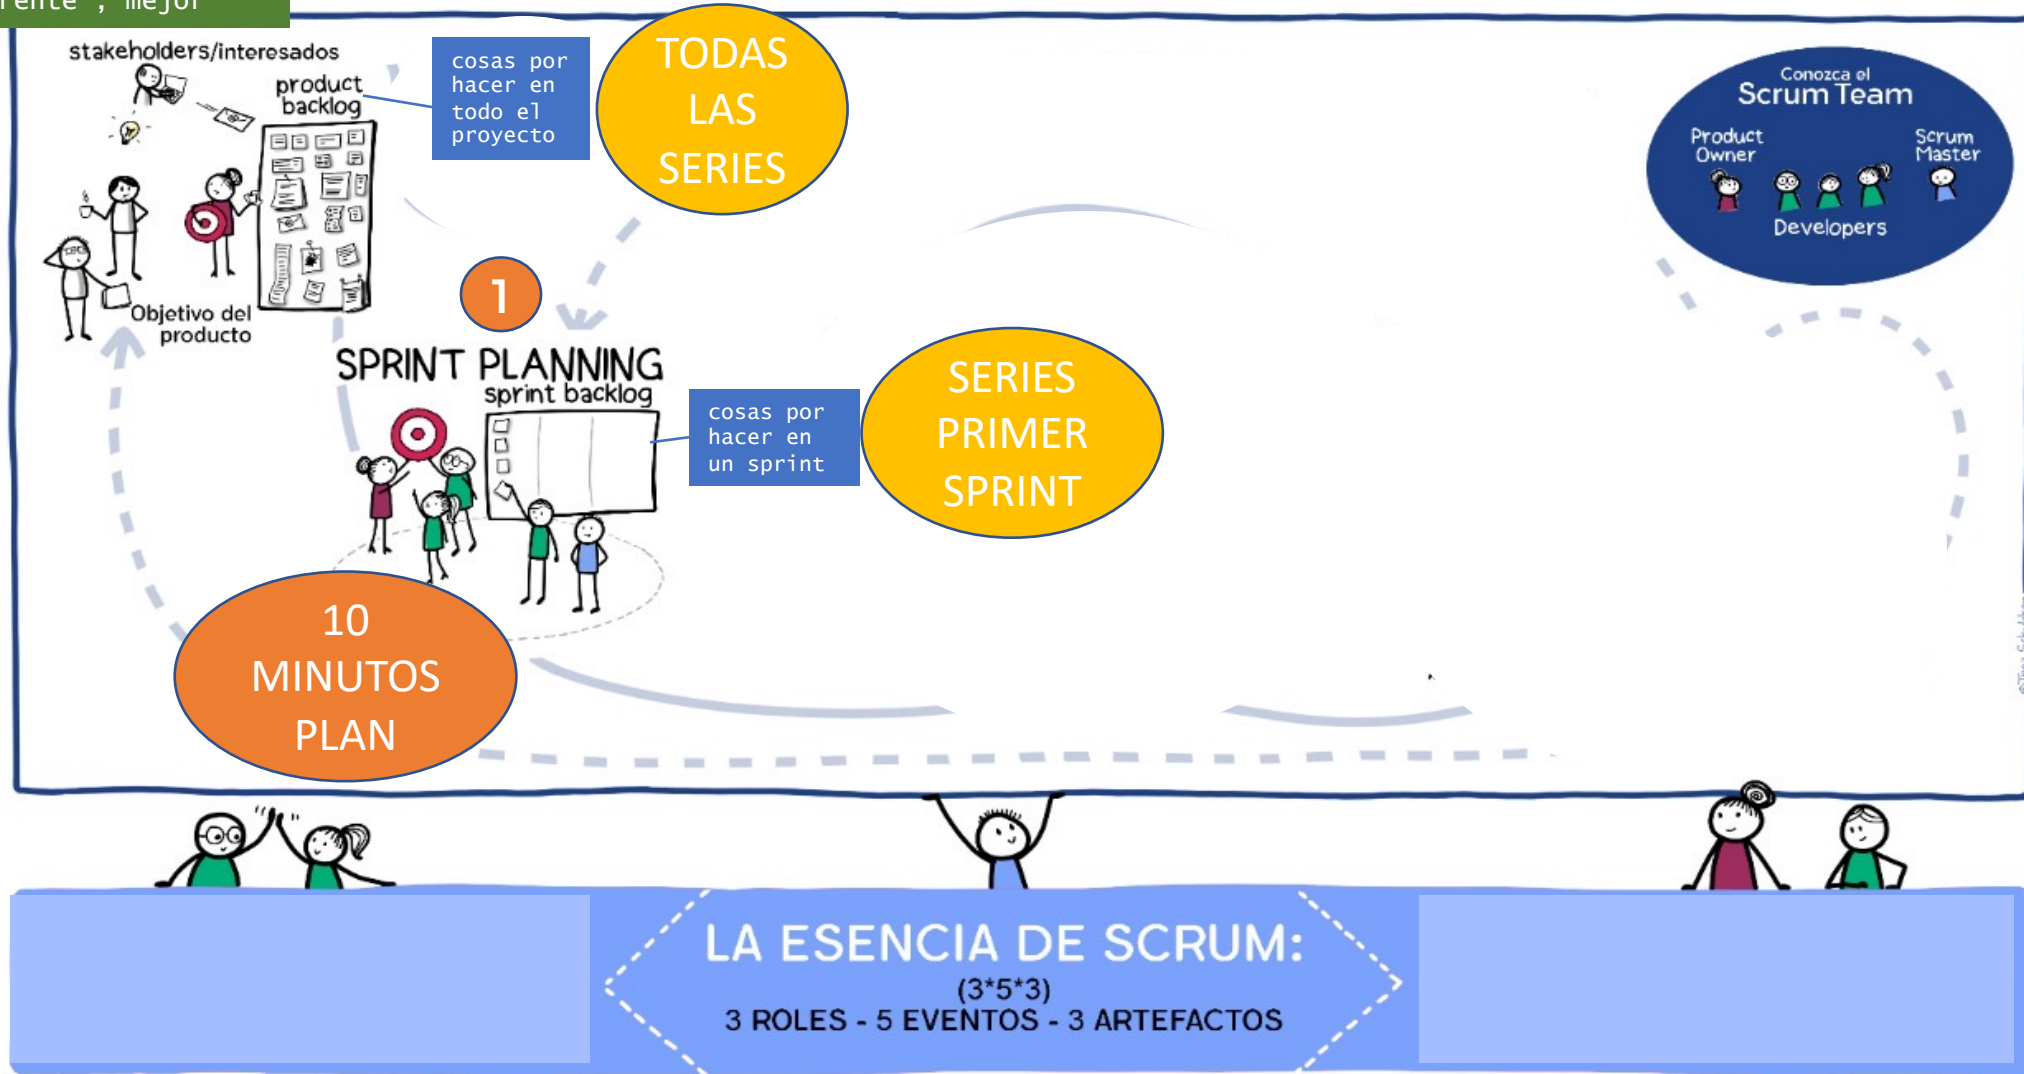 mejor
stakeholders/interesados
product
backlog
cosas por
hacer en
todo el
proyecto
TODAS
LAS
SERIES
Conozca el
Scrum Team
Product
Owner
Scrum
Master
Developers
1
Objetivo del
producto
SPRINT PLANNING
sprint backlog
cosas por
hacer en
un sprint
SERIES
PRIMER
SPRINT
10
MINUTOS
PLAN
LA ESENCIA DE SCRUM:
(3*5*3)
3 ROLES - 5 EVENTOS - 3 ARTEFACTOS